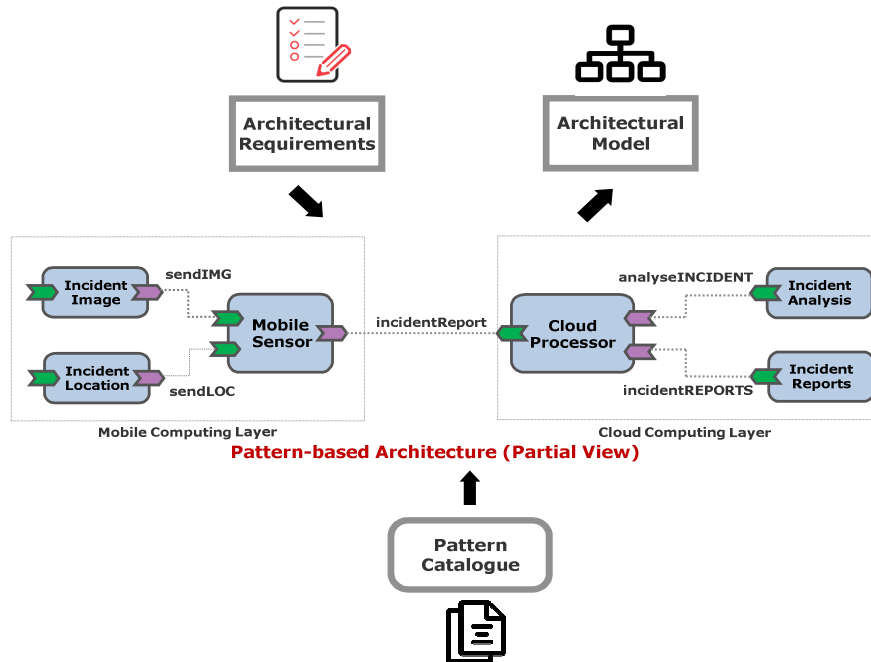 Architectural
Requirements
Architectural
Model
sendIMG
Incident
Image
Mobile
Sensor
Incident
Location
sendLOC
incidentReport
analyseINCIDENT
Incident
Analysis
Cloud
Processor
incidentREPORTS
Incident
Reports
Mobile Computing Layer
Cloud Computing Layer
Pattern-based Architecture (Partial View)
Pattern
Catalogue